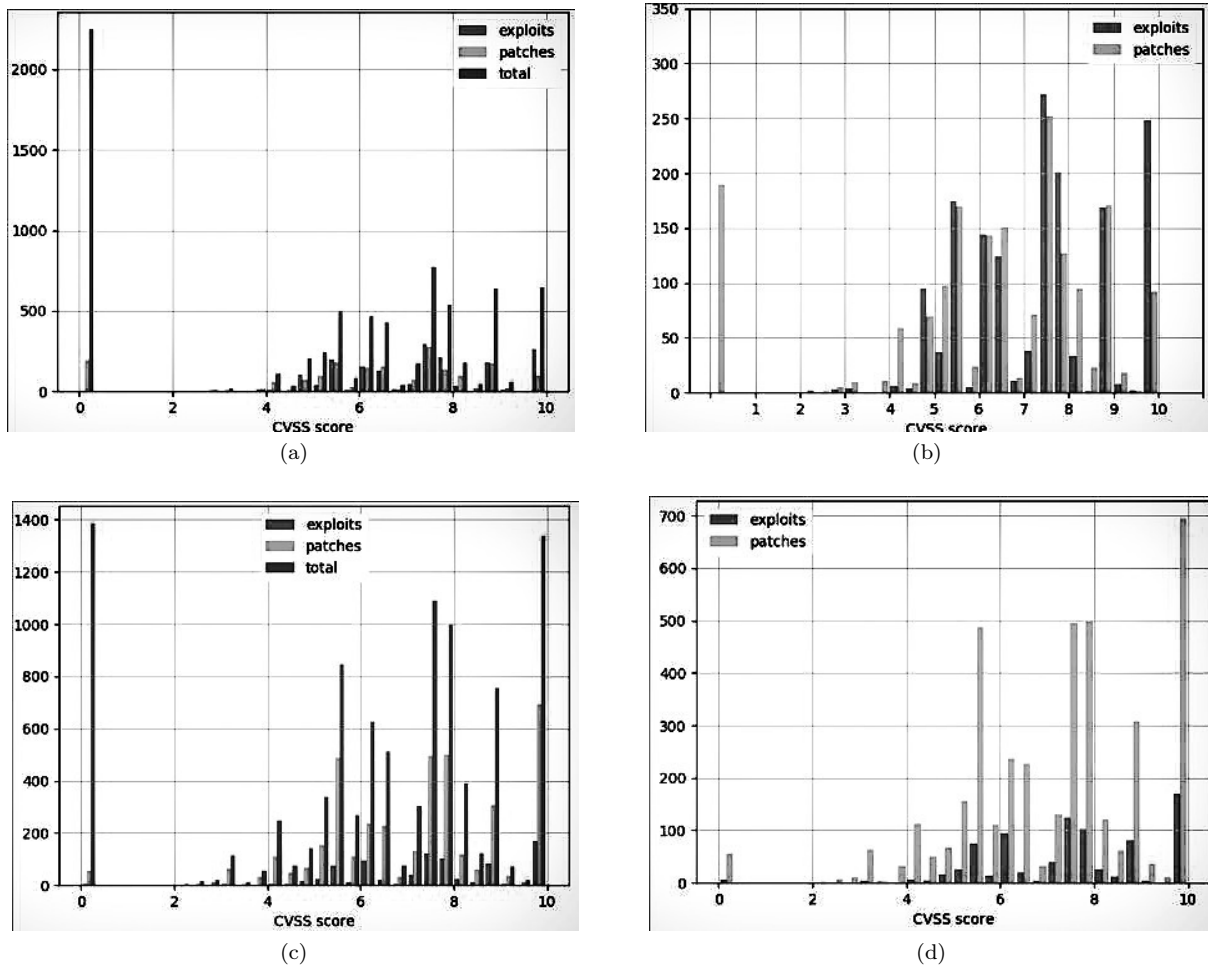 exploits
patches
total
2000
1500
1000
500
0
0 2 4 6 8 10
CVSS score
(a)
350
300
250
200
150
100
50
0
exploits
patches
1 2 3 4 5 6 7 8 9 10
CVSS score
(b)
1400
1200
1000
800
600
400
200
0
exploits
patches
total
0 2 4 6 8 10
CVSS score
(c)
700
600
500
400
300
200
100
0
exploits
patches
0 2 4 6 8 10
CVSS score
(d)